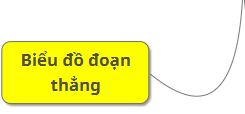 Biểu đồ đoạn
thẳng